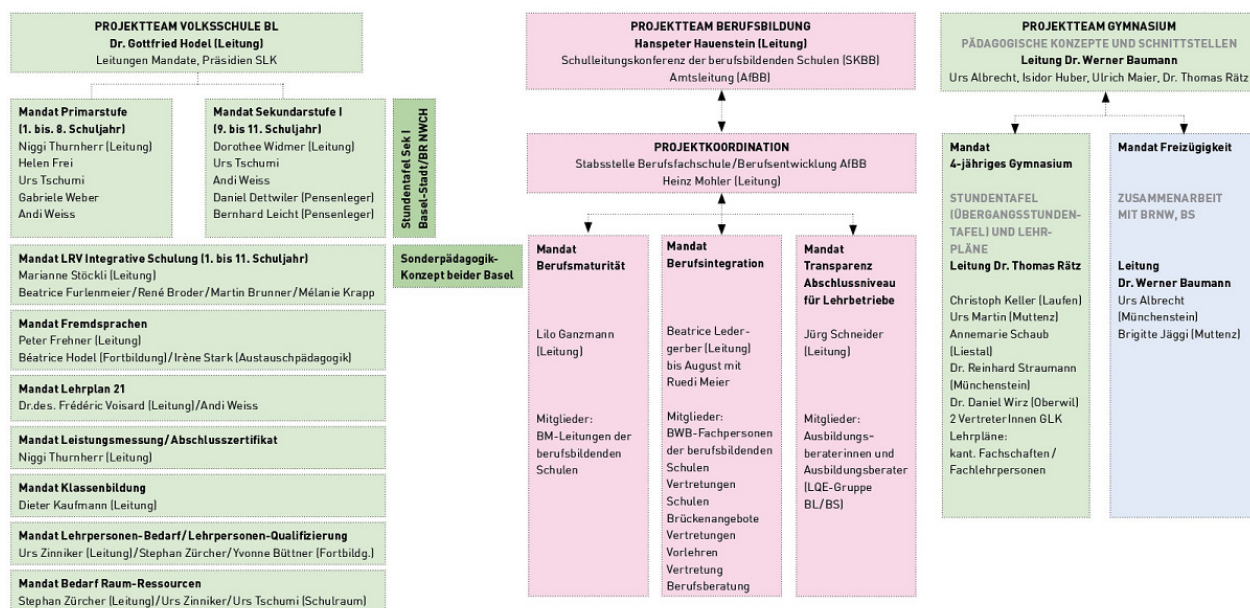 PROJEKTTEAM VOLKSSCHULE BL
Dr. Gottfried Hodel (Leitung)
Leitungen Mandate, Präsidien SLK
Mandat Primarstufe
(1. bis. 8. Schuljahr)
Niggi Thurnherr (Leitung)
Helen Frei
Urs Tschumi
Gabriele Weber
Andi Weiss
Mandat Sekundarstufe I
(9. bis 11. Schuljahr)
Dorothee Widmer (Leitung)
Urs Tschumi
Andi Weiss
Daniel Dettwiler (Pensenleger)
Bernhard Leicht (Pensenleger)
Stundentafel Sek I
Basel-Stadt/BR NWCH
Mandat LRV Integrative Schulung (1. bis 11. Schuljahr)
Marianne Stöckli (Leitung)
Beatrice Furlenmeier/René Broder/Martin Brunner/Mélanie Krapp
Sonderpädagogik-
Konzept beider Basel
Mandat Fremdsprachen
Peter Frehner (Leitung)
Béatrice Hodel (Fortbildung)/Irène Stark (Austauschpädagogik)
Mandat Lehrplan 21
Dr.des. Frédéric Voisard (Leitung)/Andi Weiss
Mandat Leistungsmessung/Abschlusszertifikat
Niggi Thurnherr (Leitung)
Mandat Klassenbildung
Dieter Kaufmann (Leitung)
Mandat Lehrpersonen-Bedarf/Lehrpersonen-Qualifizierung
Urs Zinniker (Leitung)/Stephan Zürcher/Yvonne Büttner (Fortbildg.)
Mandat Bedarf Raum-Ressourcen
Stephan Zürcher (Leitung)/Urs Zinniker/Urs Tschumi (Schulraum)
PROJEKTTEAM BERUFSBILDUNG
Hanspeter Hauenstein (Leitung)
Schulleitungskonferenz der berufsbildenden Schulen (SKBB)
Amtsleitung (AfBB)
PROJEKTKOORDINATION
Stabsstelle Berufsfachschule/Berufsentwicklung AfBB
Heinz Mohler (Leitung)
Mandat
Berufsmaturität
Lilo Ganzmann
(Leitung)
Mitglieder:
BM-Leitungen der
berufsbildenden
Schulen
Mandat
Berufsintegration
Beatrice Leder-
gerber (Leitung)
bis August mit
Ruedi Meier
Mitglieder:
BWB-Fachpersonen
der berufsbildenden
Schulen
Vertretungen
Schulen
Brückenangebote
Vertretungen
Vorlehren
Vertretung
Berufsberatung
Mandat
Transparenz
Abschlussniveau
für Lehrbetriebe
Jürg Schneider
(Leitung)
Mitglieder:
Ausbildungs-
beraterinnen und
Ausbildungsberater
(LQE-Gruppe
BL/BS)
PROJEKTTEAM GYMNASIUM
PÄDAGOGISCHE KONZEPTE UND SCHNITTSTELLEN
Leitung Dr. Werner Baumann
Urs Albrecht, Isidor Huber, Ulrich Maier, Dr. Thomas Rätz
Mandat
4-jähriges Gymnasium
STUNDENTAFEL
(ÜBERGANGSSTUNDEN-
TAFEL) UND LEHR-
PLÄNE
Leitung Dr. Thomas Rätz
Christoph Keller (Laufen)
Urs Martin (Muttenz)
Annemarie Schaub
(Liestal)
Dr. Reinhard Straumann
(Münchenstein)
Dr. Daniel Wirz (Oberwil)
2 VertreterInnen GLK
Lehrpläne:
kant. Fachschaften /
Fachlehrpersonen
Mandat Freizügigkeit
ZUSAMMENARBEIT
MIT BRNW, BS
Leitung
Dr. Werner Baumann
Urs Albrecht
(Münchenstein)
Brigitte Jäggi (Muttenz)